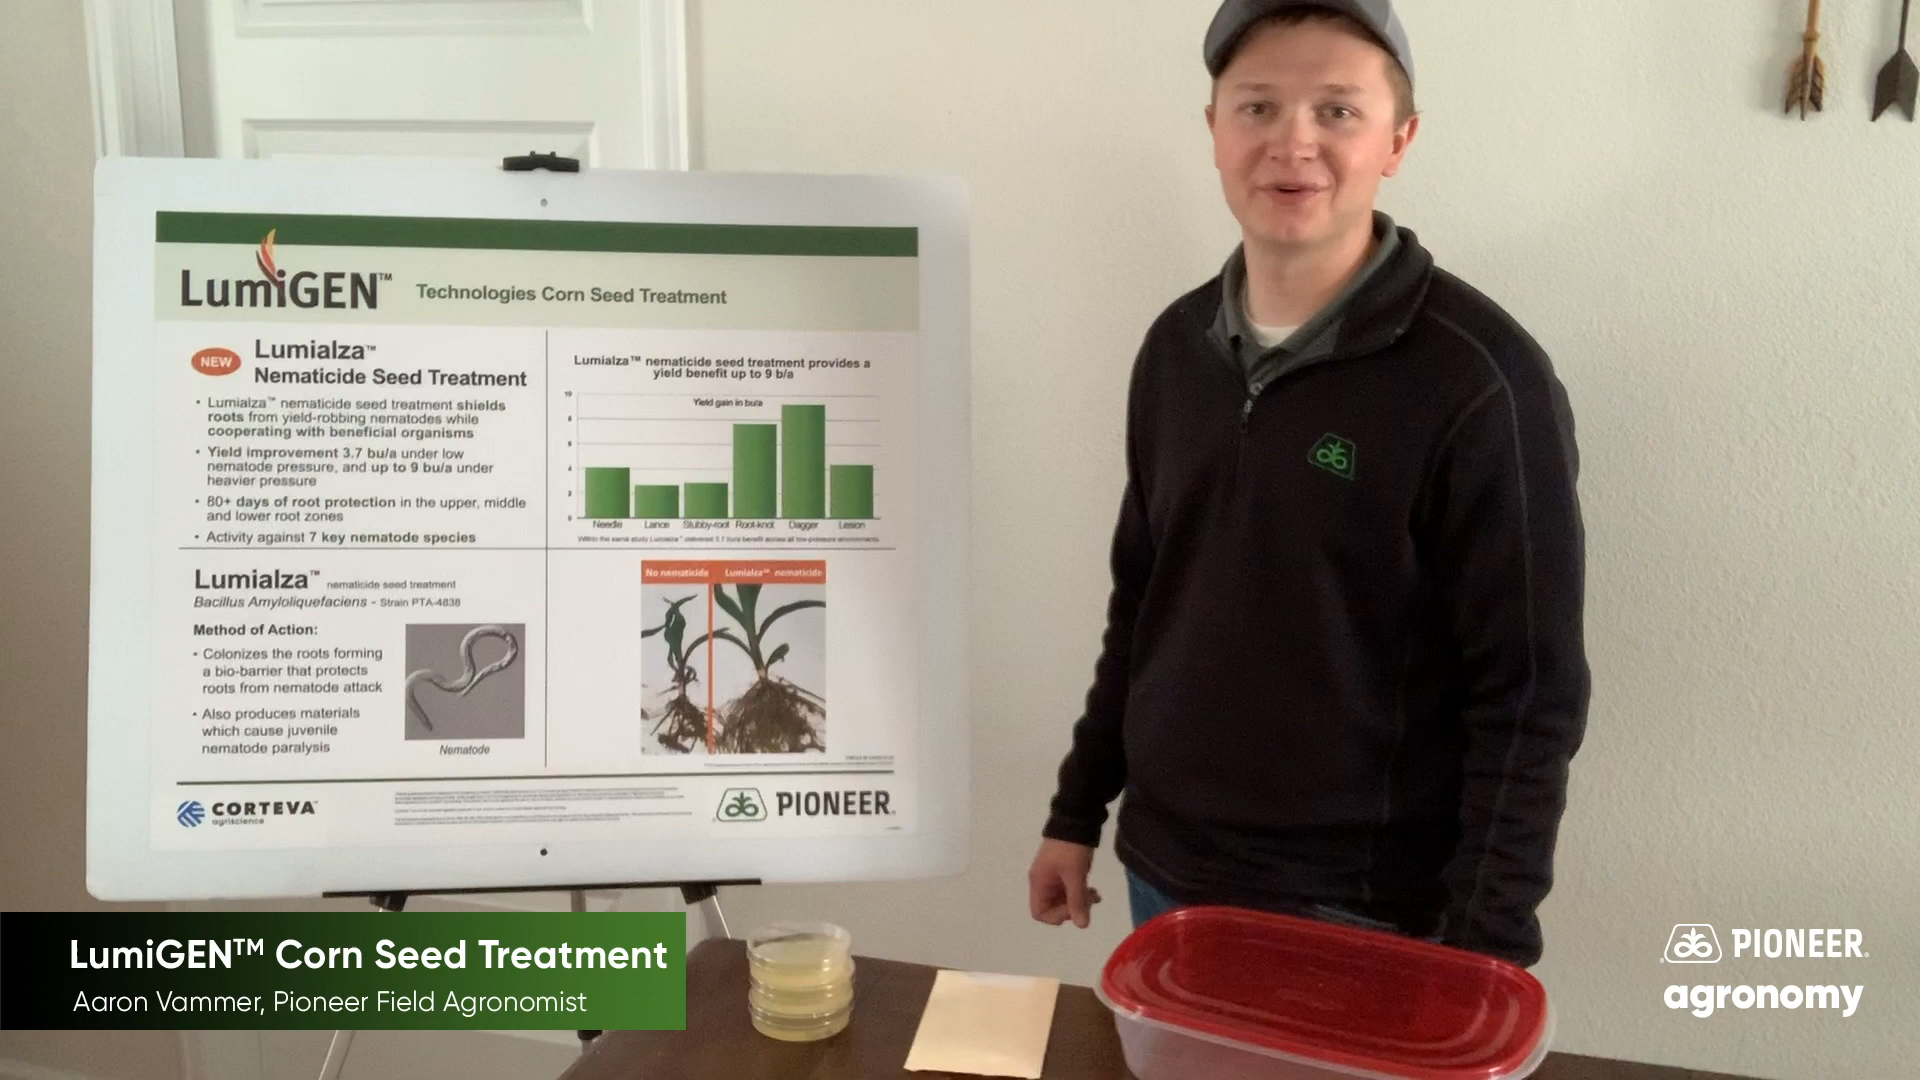 LumiGEN™
Technologies Corn Seed Treatment
NEW
Lumialza™
Nematicide Seed Treatment
• Lumialza™ nematicide seed treatment shields
roots from yield-robbing nematodes while
cooperating with beneficial organisms
• Yield improvement 3.7 bu/a under low
nematode pressure, and up to 9 bu/a under
heavier pressure
• 80+ days of root protection in the upper, middle
and lower root zones
• Activity against 7 key nematode species
Lumialza™ nematicide seed treatment provides a
yield benefit up to 9 b/a
Yield gain in bu/a
10
8
6
4
2
0
Needle Lance Stubby-root Root-knot Dagger Lesion
Lumialza™ nematicide seed treatment
Bacillus Amyloliquefaciens - Strain PTA-4838
Method of Action:
• Colonizes the roots forming
a bio-barrier that protects
roots from nematode attack
• Also produces materials
which cause juvenile
nematode paralysis
Nematode
No nematicide Lumialza™ nematicide
CORTEVA™
agriscience
PIONEER
LumiGEN™ Corn Seed Treatment
Aaron Vammer, Pioneer Field Agronomist
PIONEER
agronomy